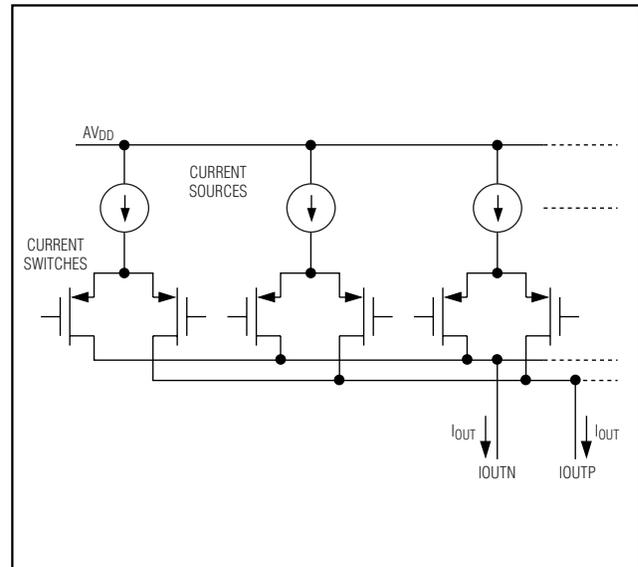 AVDD
CURRENT
SOURCES
CURRENT
SWITCHES
IOUT
IOUT
IOUTN
IOUTP